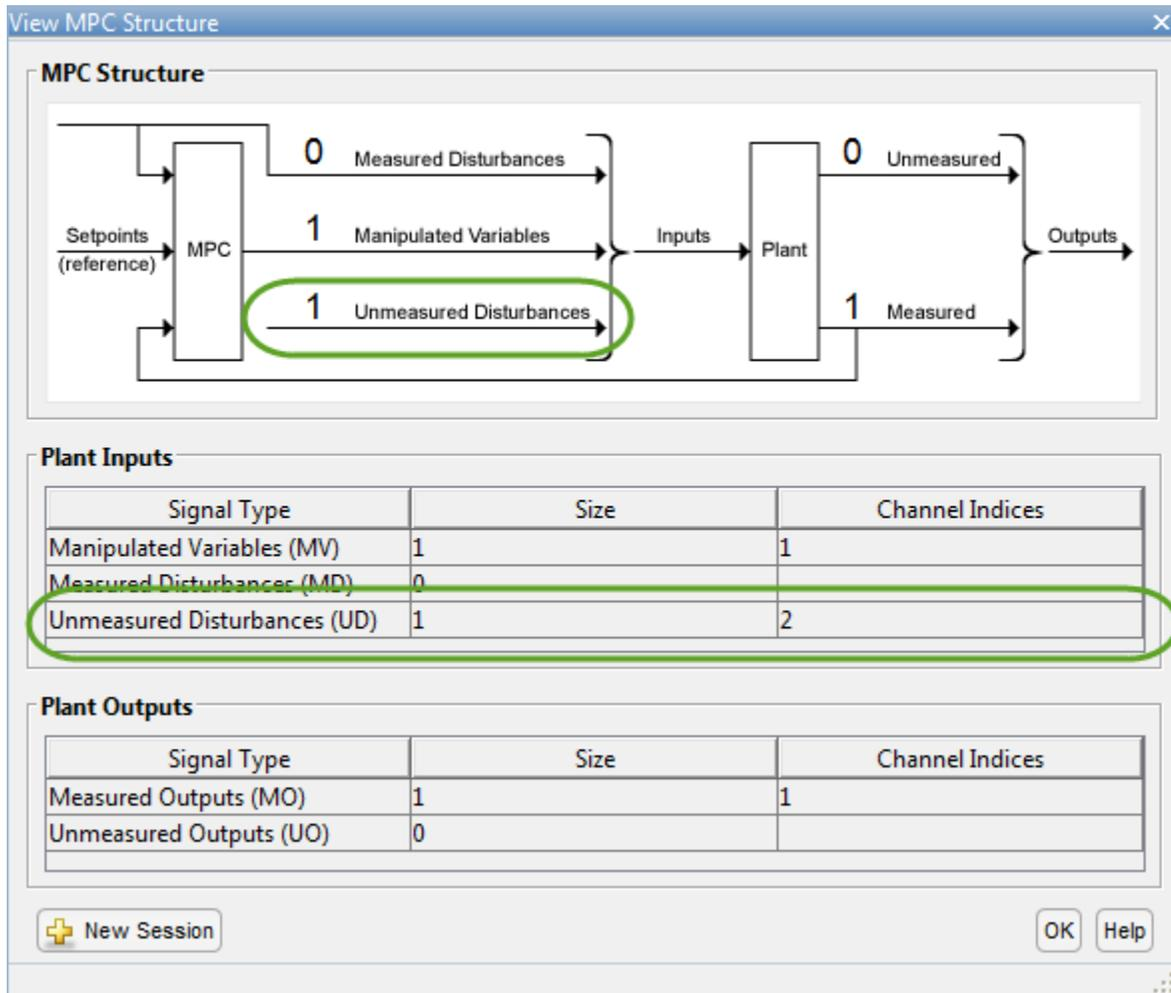 View MPC Structure
MPC Structure
0 Measured Disturbances
0 Unmeasured
Setpoints
(reference)
MPC
1 Manipulated Variables
Inputs
Plant
Outputs
1 Unmeasured Disturbances
1 Measured
Plant Inputs
Signal Type Size Channel Indices
Manipulated Variables (MV) 1 1
Measured Disturbances (MD) 0
Unmeasured Disturbances (UD) 1 2
Plant Outputs
Signal Type Size Channel Indices
Measured Outputs (MO) 1 1
Unmeasured Outputs (UO) 0
New Session
OK
Help